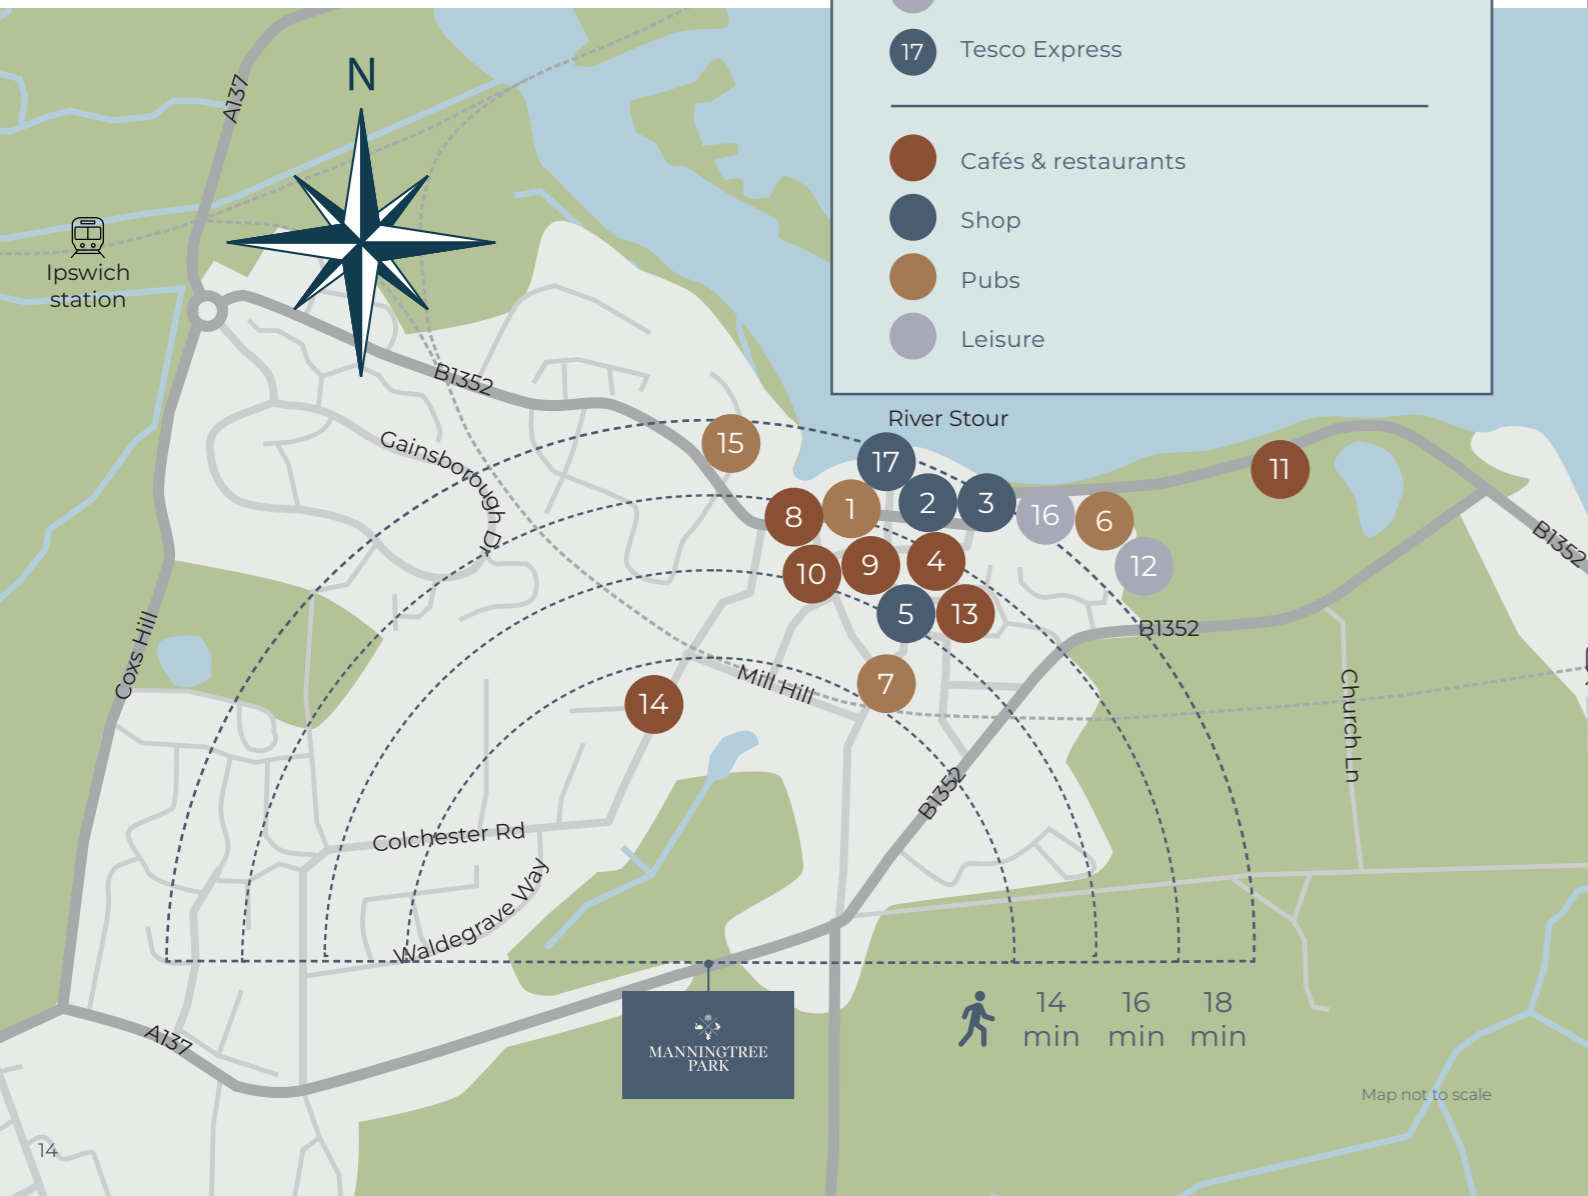 17 Tesco Express
Cafés & restaurants
Shop
Pubs
Leisure
N
A137
Ipswich
station
B1352
River Stour
Gainsborough Dr
15
17
11
8
1
2
3
16
6
10
9
4
12
5
13
B1352
B1352
Coxs Hill
Mill Hill
7
14
Church Ln
B1352
Colchester Rd
Waldegrave Way
14
min
16
min
18
min
MANNINGTREE
PARK
A137
Map not to scale
14